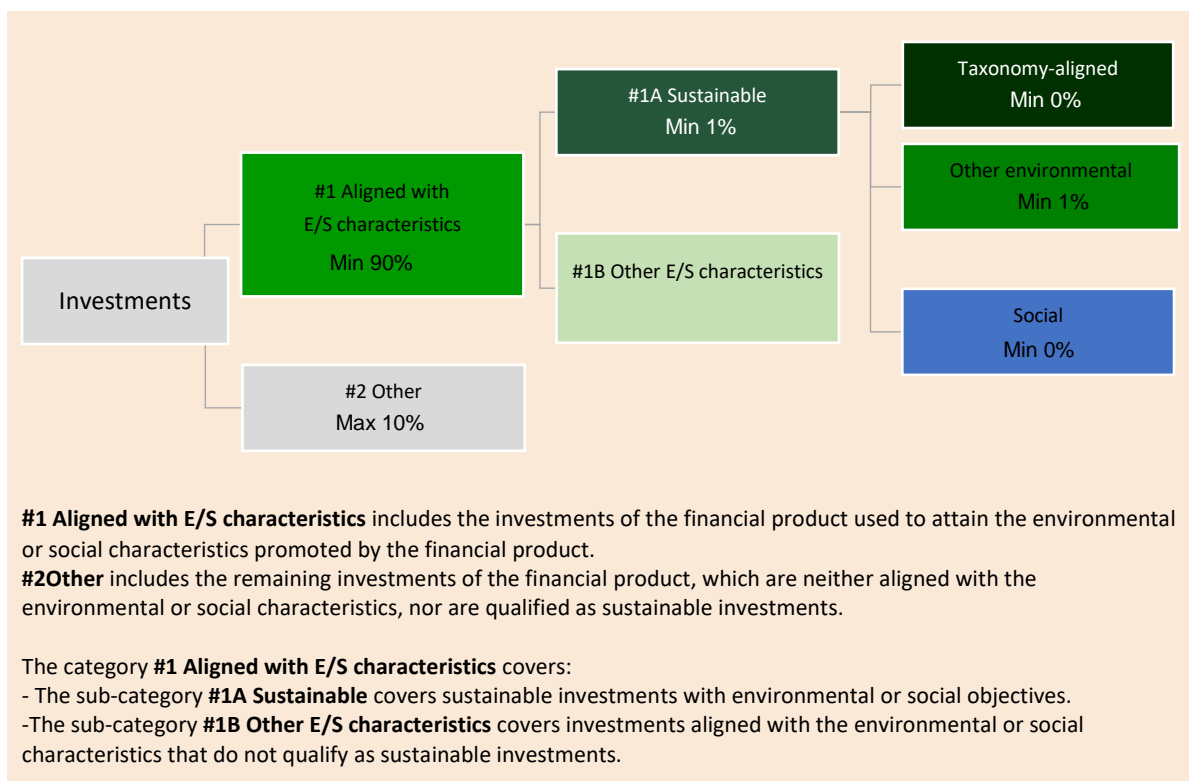 Investments
#1 Aligned with
E/S characteristics
Min 90%
#2 Other
Max 10%
#1A Sustainable
Min 1%
#1B Other E/S characteristics
Taxonomy-aligned
Min 0%
Other environmental
Min 1%
Social
Min 0%
#1 Aligned with E/S characteristics includes the investments of the financial product used to attain the environmental
or social characteristics promoted by the financial product.
#2Other includes the remaining investments of the financial product, which are neither aligned with the
environmental or social characteristics, nor are qualified as sustainable investments.
The category #1 Aligned with E/S characteristics covers:
- The sub-category #1A Sustainable covers sustainable investments with environmental or social objectives.
-The sub-category #1B Other E/S characteristics covers investments aligned with the environmental or social
characteristics that do not qualify as sustainable investments.